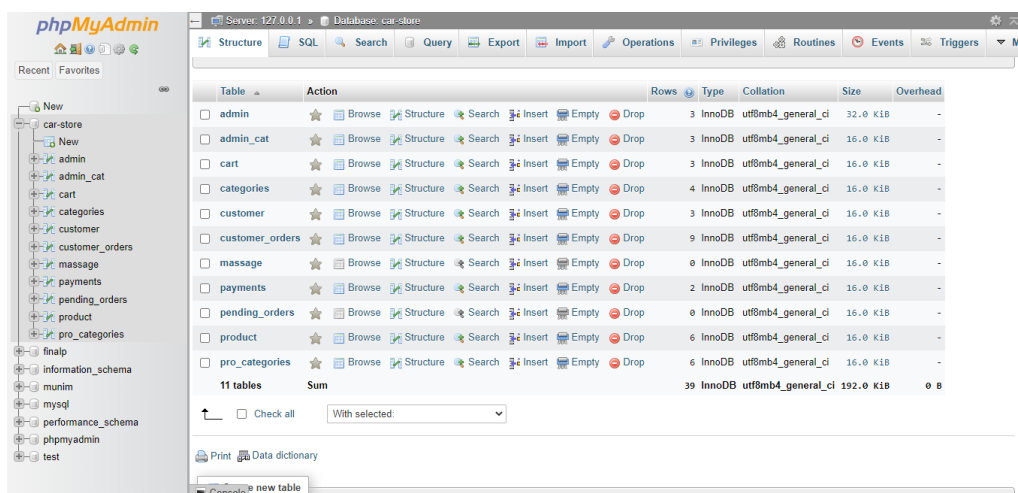 phpMyAdmin
Recent Favorites
New
car-store
New
admin
admin_cat
cart
categories
customer
customer_orders
massage
payments
pending_orders
product
pro_categories
finalp
information_schema
munim
mysql
performance_schema
phpmyadmin
test
Server: 127.0.0.1 » Database: car-store
Structure SQL Search Query Export Import Operations Privileges Routines Events Triggers
Table Action Rows Type Collation Size Overhead
admin Browse Structure Search Insert Empty Drop 3 InnoDB utf8mb4_general_ci 32.0 KiB -
admin_cat Browse Structure Search Insert Empty Drop 3 InnoDB utf8mb4_general_ci 16.0 KiB -
cart Browse Structure Search Insert Empty Drop 3 InnoDB utf8mb4_general_ci 16.0 KiB -
categories Browse Structure Search Insert Empty Drop 4 InnoDB utf8mb4_general_ci 16.0 KiB -
customer Browse Structure Search Insert Empty Drop 3 InnoDB utf8mb4_general_ci 16.0 KiB -
customer_orders Browse Structure Search Insert Empty Drop 9 InnoDB utf8mb4_general_ci 16.0 KiB -
massage Browse Structure Search Insert Empty Drop 0 InnoDB utf8mb4_general_ci 16.0 KiB -
payments Browse Structure Search Insert Empty Drop 2 InnoDB utf8mb4_general_ci 16.0 KiB -
pending_orders Browse Structure Search Insert Empty Drop 0 InnoDB utf8mb4_general_ci 16.0 KiB -
product Browse Structure Search Insert Empty Drop 6 InnoDB utf8mb4_general_ci 16.0 KiB -
pro_categories Browse Structure Search Insert Empty Drop 6 InnoDB utf8mb4_general_ci 16.0 KiB -
11 tables Sum 39 InnoDB utf8mb4_general_ci 192.0 KiB 0 B
Check all With selected:
Print Data dictionary
new table
Console